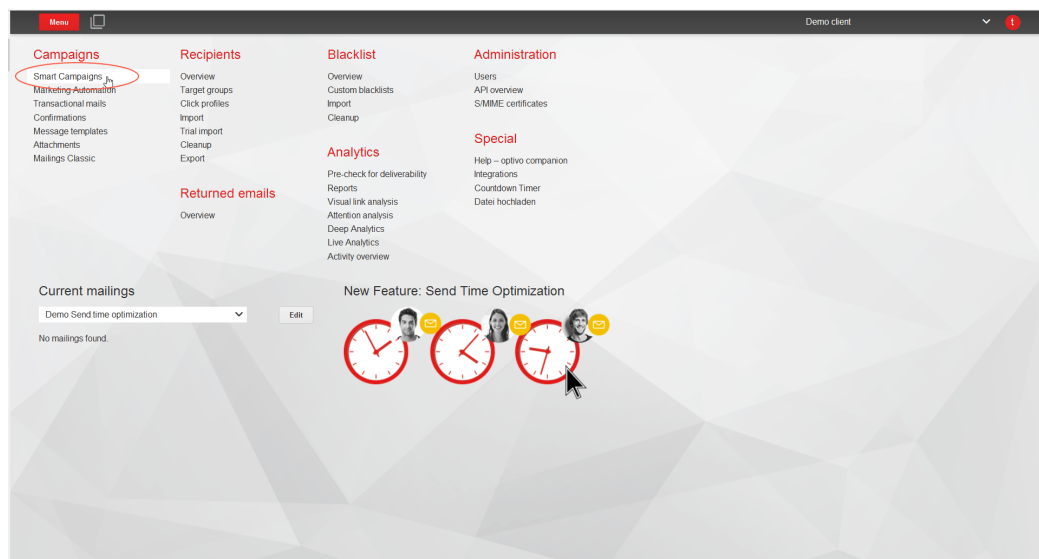 Menu
Demo client
t
Campaigns
Smart Campaigns
Marketing Automation
Transactional mails
Confirmations
Message templates
Attachments
Mailings Classic
Recipients
Overview
Target groups
Click profiles
Import
Trial import
Cleanup
Export
Returned emails
Overview
Blacklist
Overview
Custom blacklists
Import
Cleanup
Analytics
Pre-check for deliverability
Reports
Visual link analysis
Attention analysis
Deep Analytics
Live Analytics
Activity overview
Administration
Users
API overview
S/MIME certificates
Special
Help – optivo companion
Integrations
Countdown Timer
Datei hochladen
Current mailings
Demo Send time optimization
Edit
No mailings found.
New Feature: Send Time Optimization